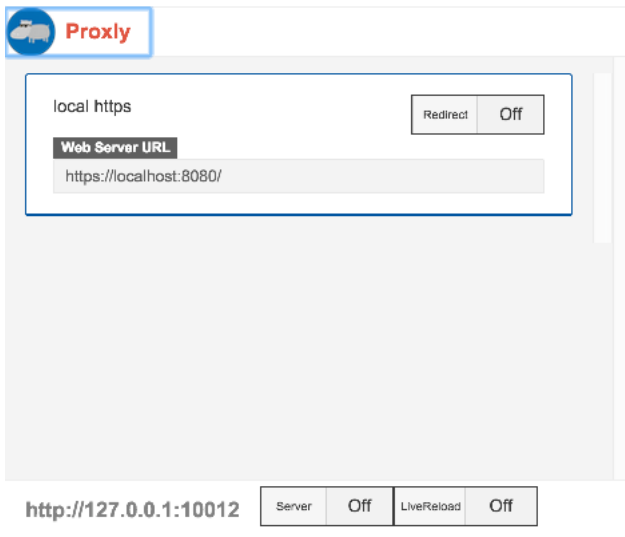 Proxly
local https
Redirect Off
Web Server URL
https://localhost:8080/
http://127.0.0.1:10012 Server Off LiveReload Off